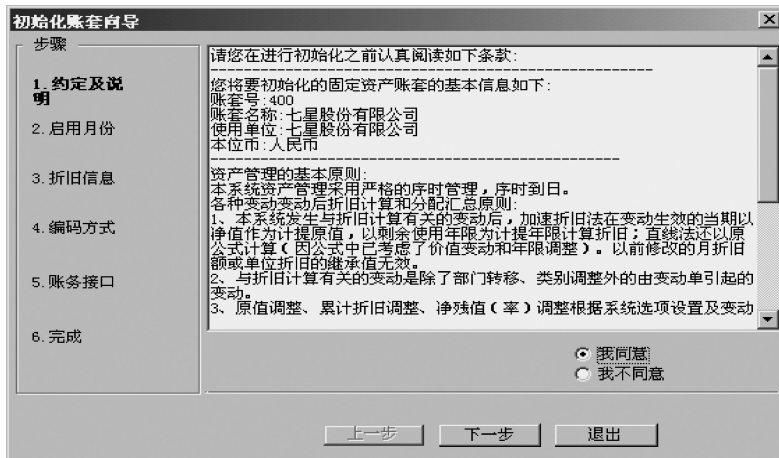 初始化账套向导
步骤
1.约定及说
明
2.启用月份
3.折旧信息
4.编码方式
5.账务接口
6.完成
请您在进行初始化之前认真阅读如下条款:
您将要初始化的固定资产账套的基本信息如下:
账套号:400
账套名称:七星股份有限公司
使用单位:七星股份有限公司
本位币:人民币
资产管理的基本原则:
本系统资产管理采用严格的序时管理，序时到日。
各种变动变动后折旧计算和分配汇总原则:
1、本系统发生与折旧计算有关的变动后，加速折旧法在变动生效的当期以
净值作为计提原值，以剩余使用年限为计提年限计算折旧；直线法还以原
公式计算（因公式中已考虑了价值变动和年限调整）。以前修改的月折旧
额或单位折旧的继承值无效。
2、与折旧计算有关的变动是除了部门转移、类别调整外的由变动单引起的
变动。
3、原值调整、累计折旧调整、净残值（率）调整根据系统选项设置及变动
我同意
我不同意
上一步
下一步
退出